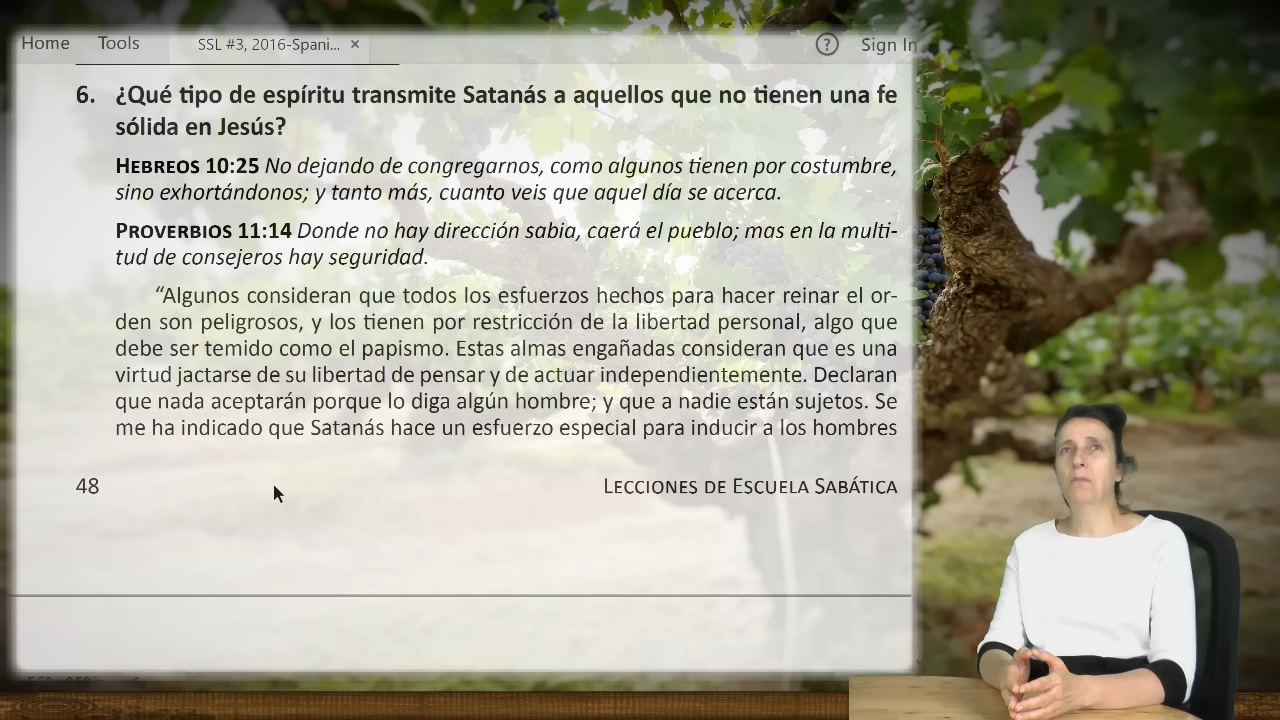 Home Tools SSL #3, 2016-Spani... × ? Sign In
6. ¿Qué tipo de espíritu transmite Satanás a aquellos que no tienen una fe
sólida en Jesús?
HEBREOS 10:25 No dejando de congregarnos, como algunos tienen por costumbre,
sino exhortándonos; y tanto más, cuanto veis que aquel día se acerca.
PROVERBIOS 11:14 Donde no hay dirección sabia, caerá el pueblo; mas en la multi-
tud de consejeros hay seguridad.
“Algunos consideran que todos los esfuerzos hechos para hacer reinar el or-
den son peligrosos, y los tienen por restricción de la libertad personal, algo que
debe ser temido como el papismo. Estas almas engañadas consideran que es una
virtud jactarse de su libertad de pensar y de actuar independientemente. Declaran
que nada aceptarán porque lo diga algún hombre; y que a nadie están sujetos. Se
me ha indicado que Satanás hace un esfuerzo especial para inducir a los hombres
48 LECCIONES DE ESCUELA SABÁTICA